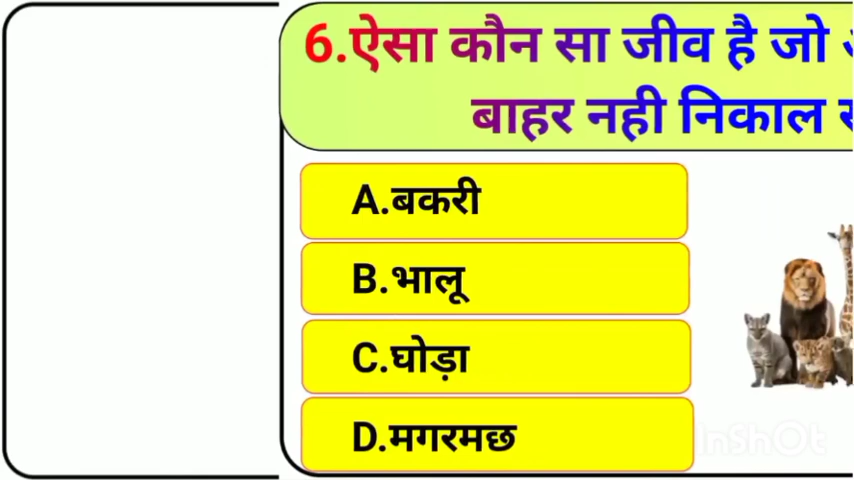 6.ऐसा कौन सा जीव है जो
बाहर नही निकाल
A.बकरी
B.भालू
C.घोड़ा
D.मगरमछ
InShOt